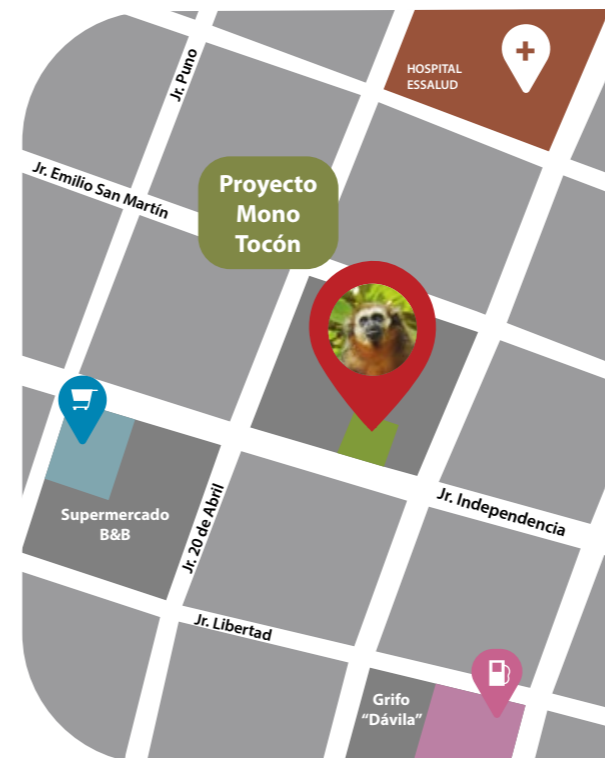 HOSPITAL
ESSALUD
Jr. Puno
Jr. Emilio San Martín
Proyecto
Mono
Tocón
Jr. Independencia
Supermercado
B&B
Jr. 20 de Abril
Jr. Libertad
Grifo
“Dávila”